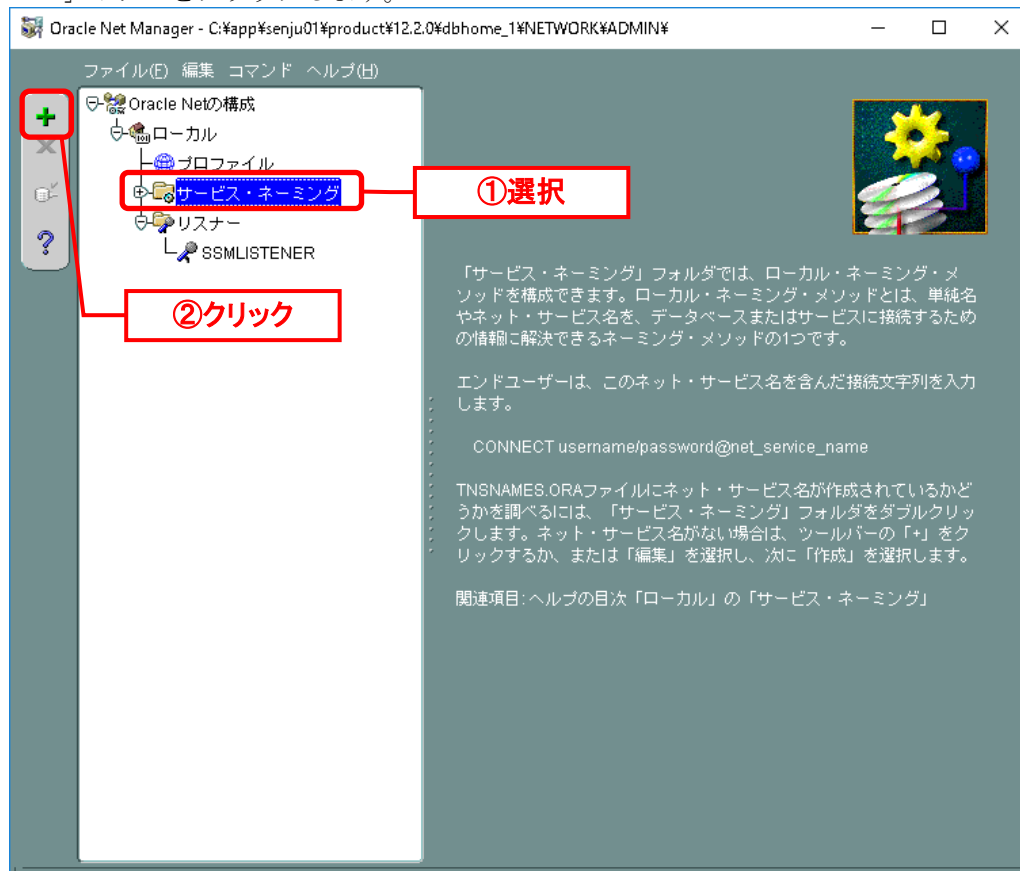 Oracle Net Manager - C:¥app¥senju01¥product¥12.2.0¥dbhome_1¥NETWORK¥ADMIN¥
ファイル(F) 編集 コマンド ヘルプ(H)
Oracle Netの構成
ローカル
プロファイル
サービス・ネーミング
リスナー
SSMLISTENER
①選択
②クリック
「サービス・ネーミング」フォルダでは、ローカル・ネーミング・メ
ソッドを構成できます。ローカル・ネーミング・メソッドとは、単純名
やネット・サービス名を、データベースまたはサービスに接続するため
の情報に解決できるネーミング・メソッドの1つです。
エンドユーザーは、このネット・サービス名を含んだ接続文字列を入力
します。
CONNECT username/password@net_service_name
TNSNAMES.ORAファイルにネット・サービス名が作成されているかど
うかを調べるには、「サービス・ネーミング」フォルダをダブルクリッ
クします。ネット・サービス名がない場合は、ツールバーの「+」をク
リックするか、または「編集」を選択し、次に「作成」を選択します。
関連項目:ヘルプの目次「ローカル」の「サービス・ネーミング」